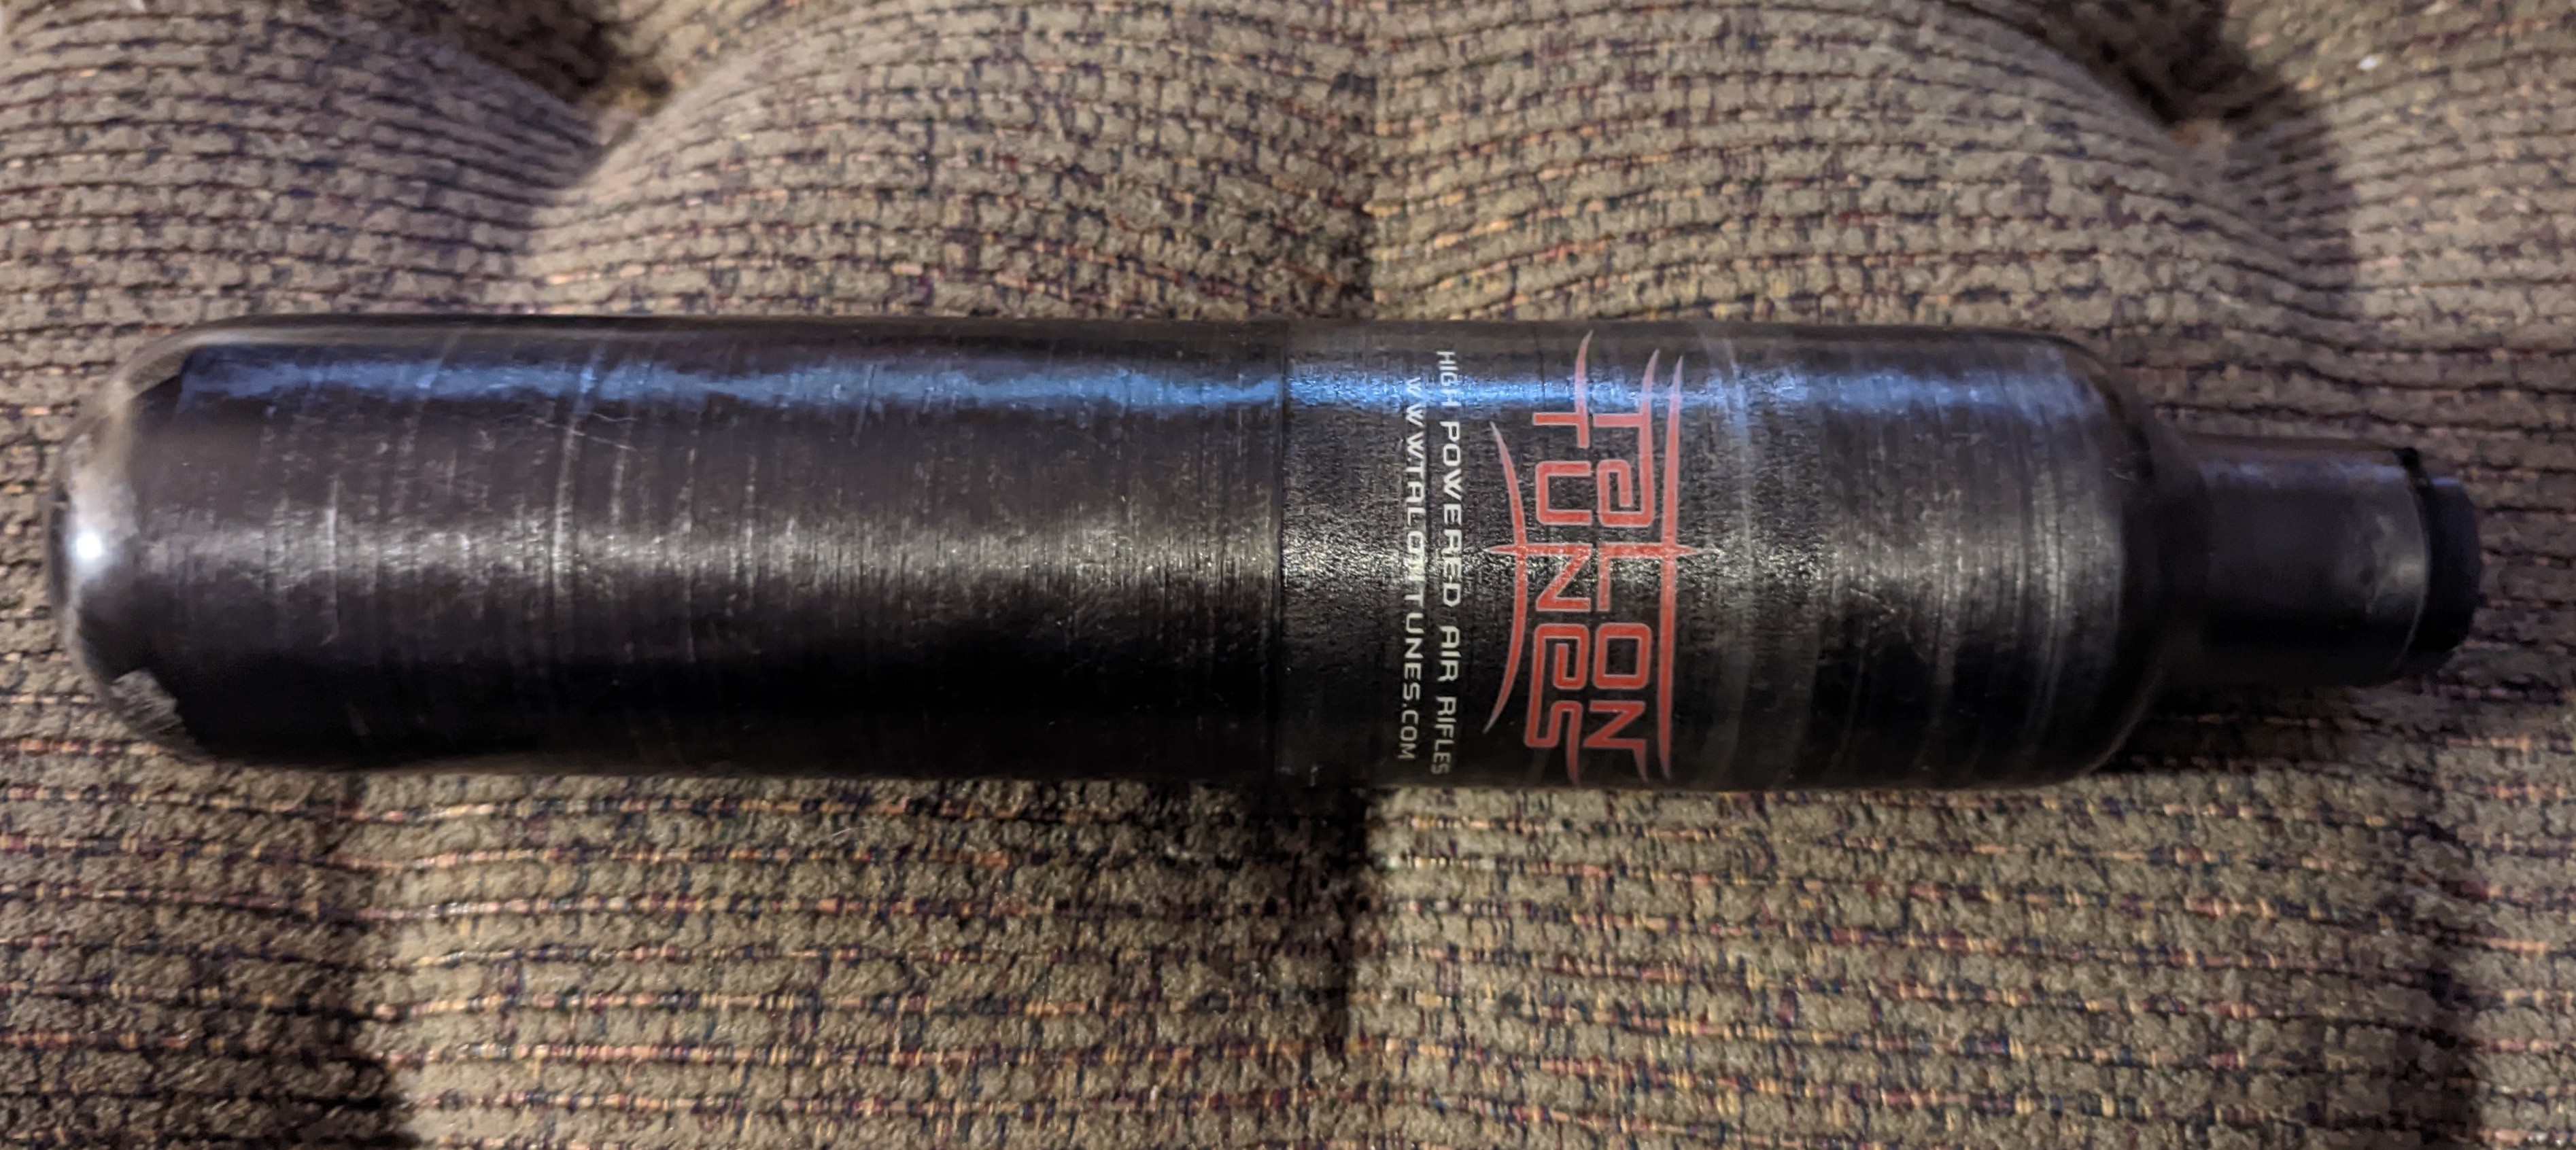 TALON
TUNES
HIGH POWERED AIR RIFLES
WWW.TALONTUNES.COM